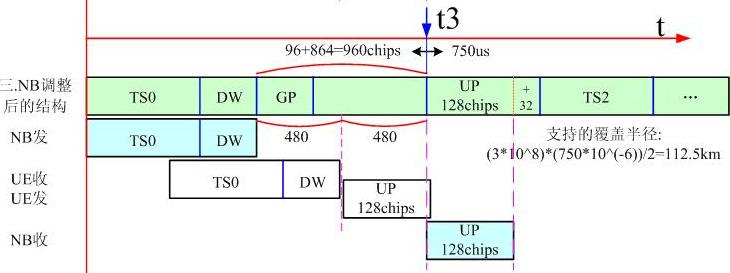 t3
t
96+864=960chips
750us
三.NB调整
后的结构
TS0
DW
GP
UP
128chips
+
32
TS2
...
NB发
TS0
DW
480
480
支持的覆盖半径:
(3*10^8)*(750*10^(-6))/2=112.5km
UE收
UE发
TS0
DW
UP
128chips
NB收
UP
128chips